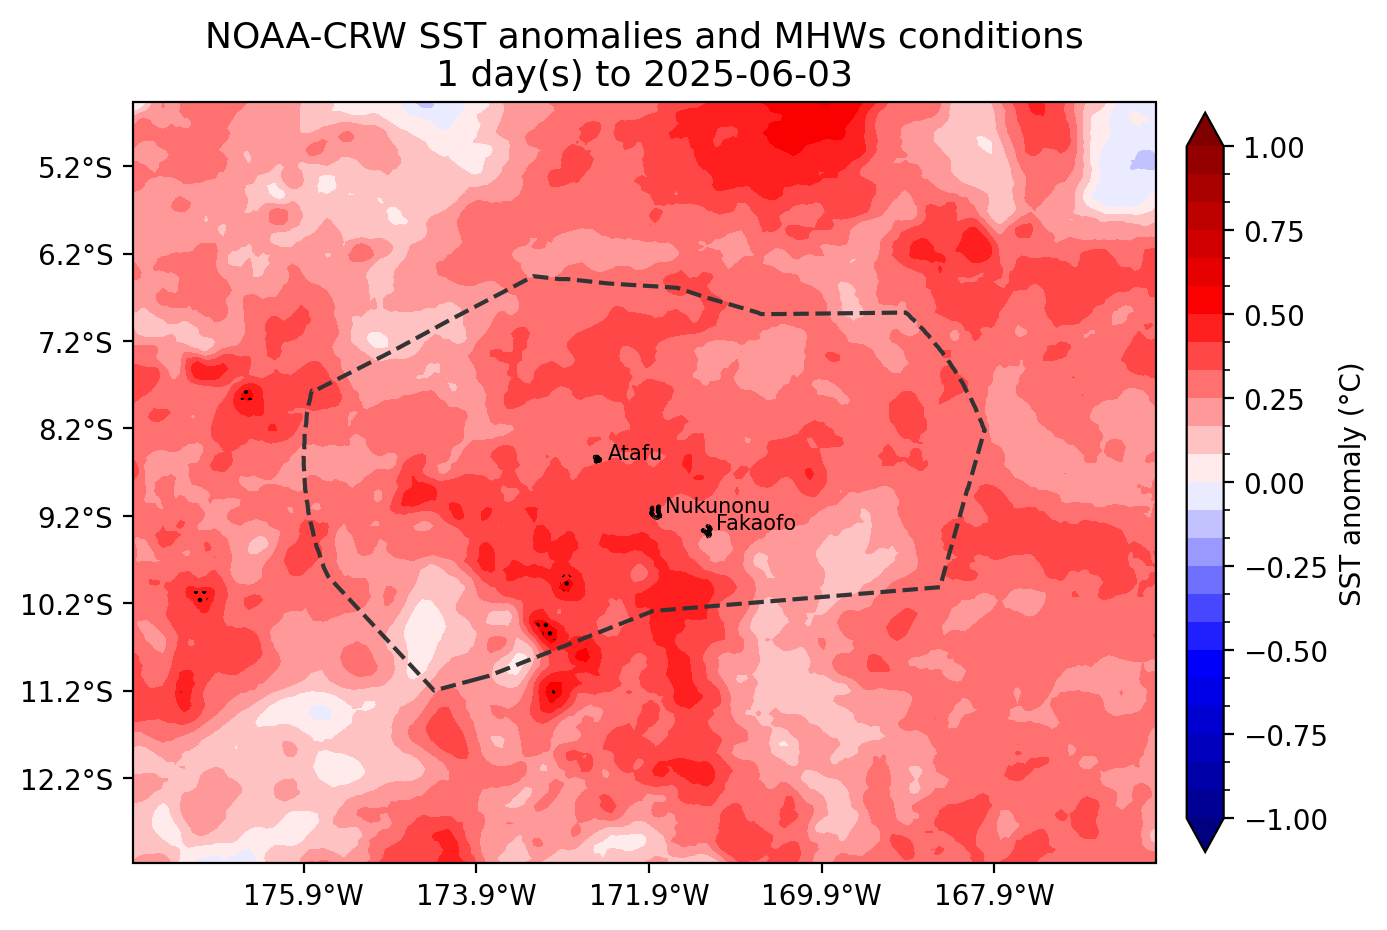 NOAA-CRW SST anomalies and MHWs conditions
1 day(s) to 2025-06-03
5.2°S
6.2°S
7.2°S
8.2°S
9.2°S
10.2°S
11.2°S
12.2°S
Atafu
Nukunonu
Fakaofo
175.9°W
173.9°W
171.9°W
169.9°W
167.9°W
1.00
0.75
0.50
0.25
0.00
−0.25
−0.50
−0.75
−1.00
SST anomaly (°C)